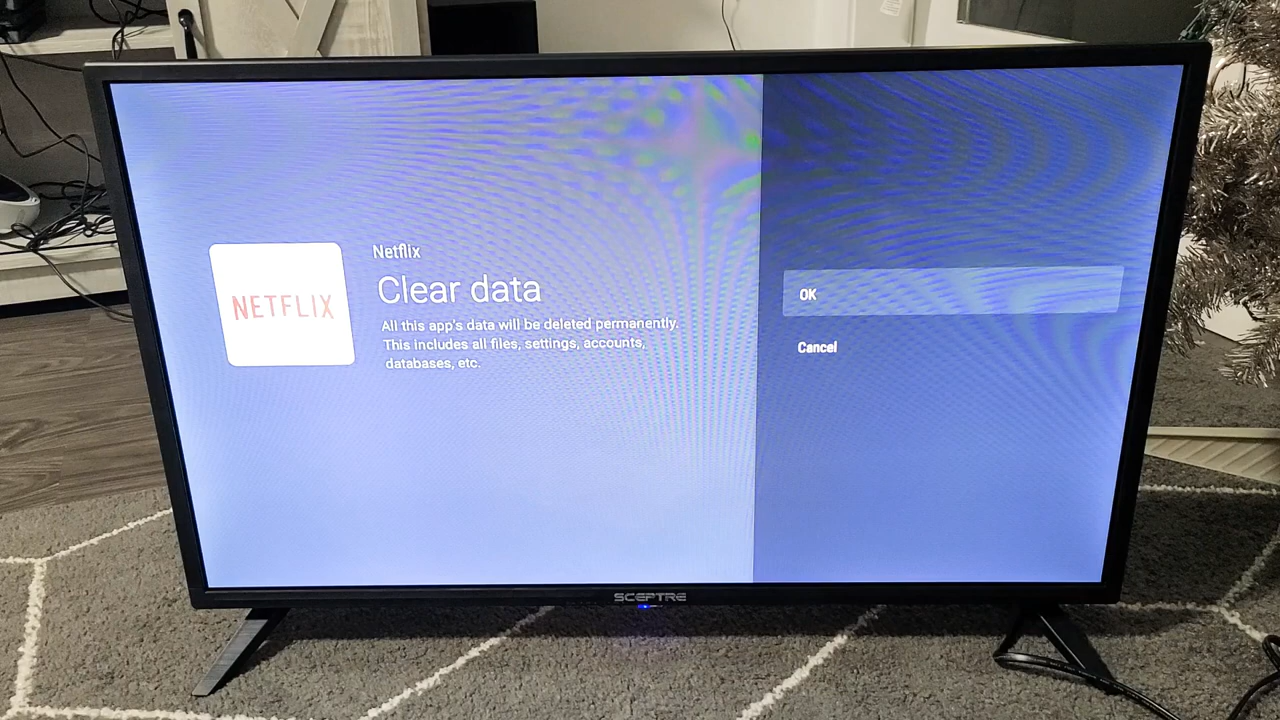 Netflix
NETFLIX
Clear data
All this app's data will be deleted permanently.
This includes all files, settings, accounts,
databases, etc.
OK
Cancel
SCEPTRE